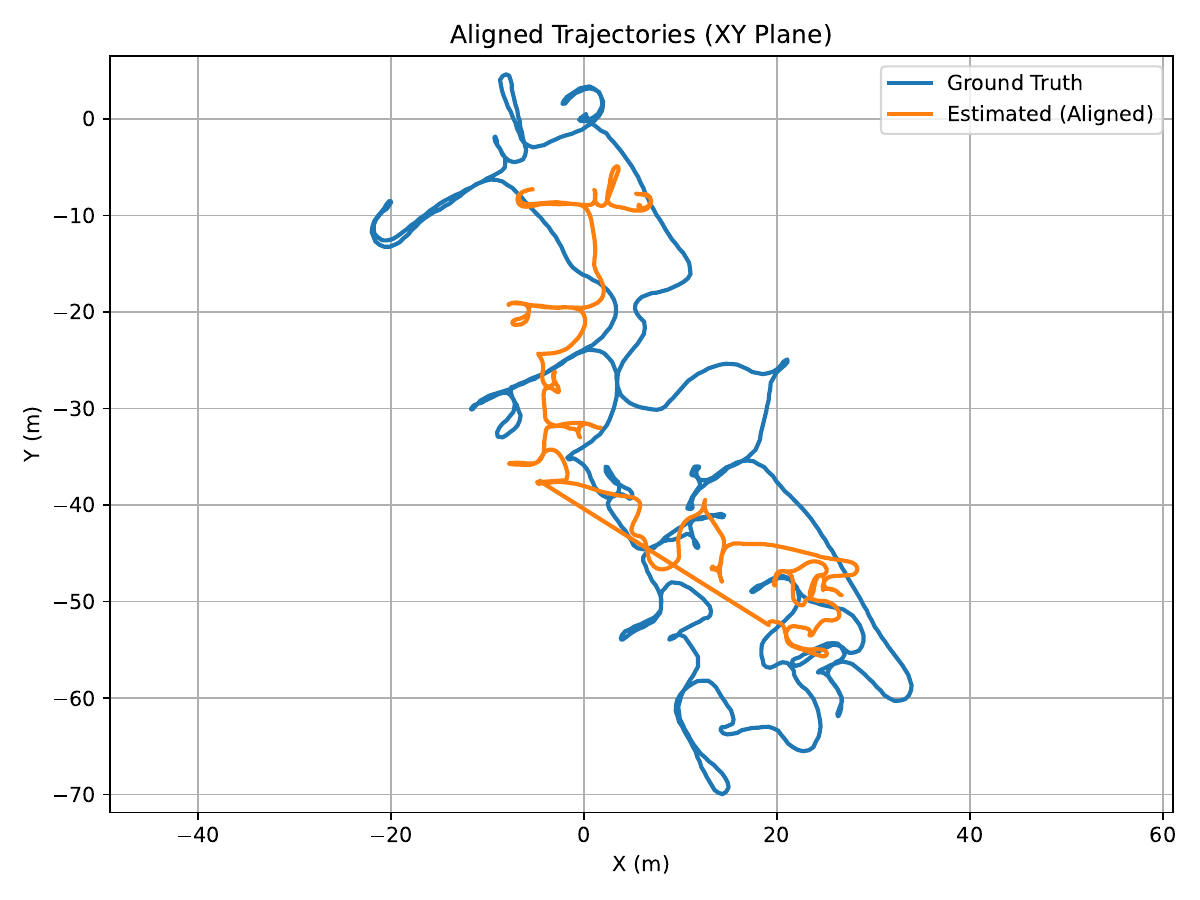 Aligned Trajectories (XY Plane)
Ground Truth
Estimated (Aligned)
0
−10
−20
−30
−40
−50
−60
−70
Y (m)
−40
−20
0
20
40
60
X (m)